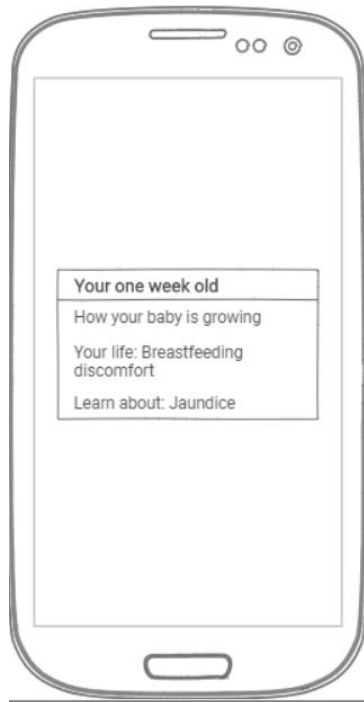 Your one week old
How your baby is growing
Your life: Breastfeeding
discomfort
Learn about: Jaundice